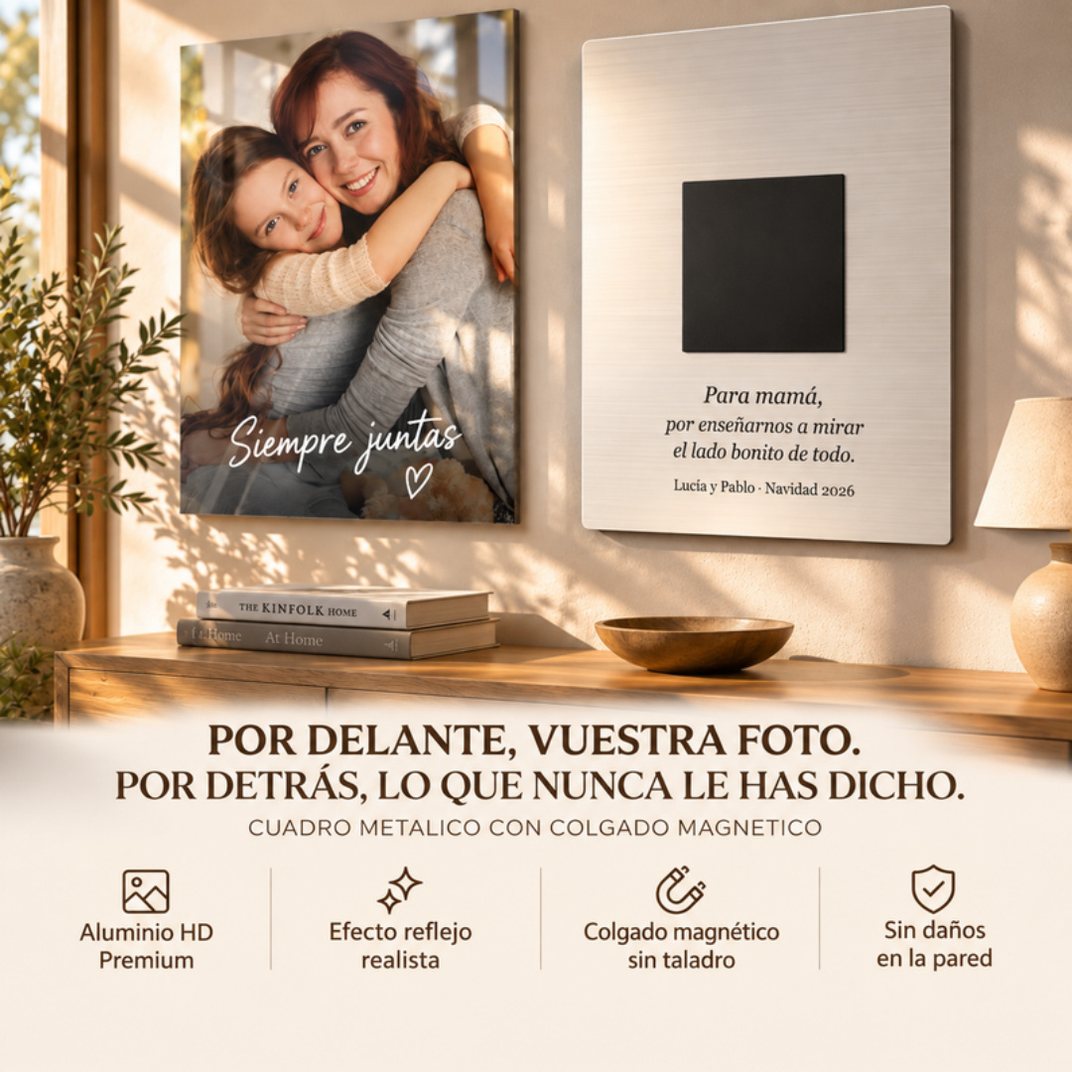 Siempre juntas
Para mamá,
por enseñarnos a mirar
el lado bonito de todo.
Lucía y Pablo · Navidad 2026
THE KINFOLK HOME
At Home
POR DELANTE, VUESTRA FOTO.
POR DETRÁS, LO QUE NUNCA LE HAS DICHO.
CUADRO METALICO CON COLGADO MAGNETICO
Aluminio HD
Premium
Efecto reflejo
realista
Colgado magnético
sin taladro
Sin daños
en la pared